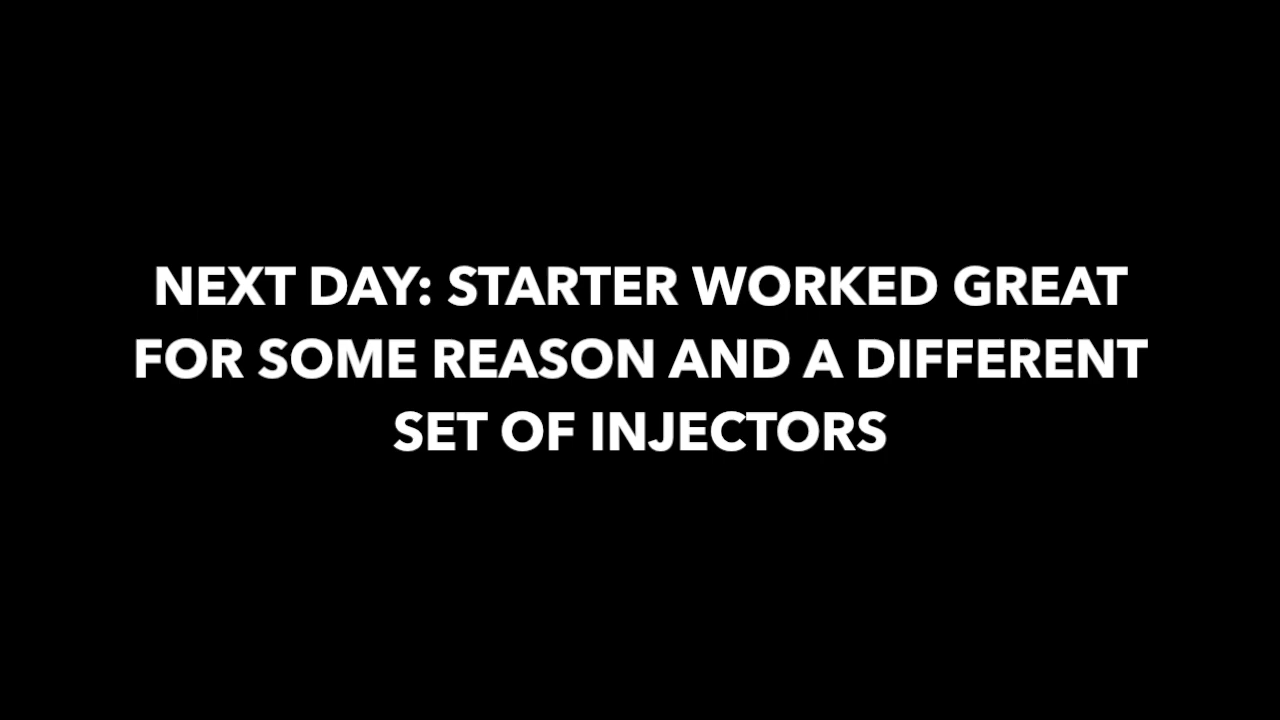 NEXT DAY: STARTER WORKED GREAT
FOR SOME REASON AND A DIFFERENT
SET OF INJECTORS